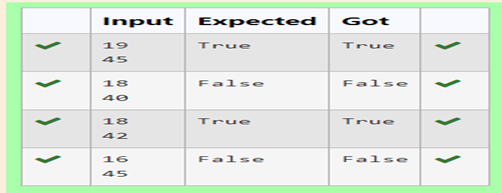 Input Expected Got
19 True True
45
18 False False
40
18 True True
42
16 False False
45